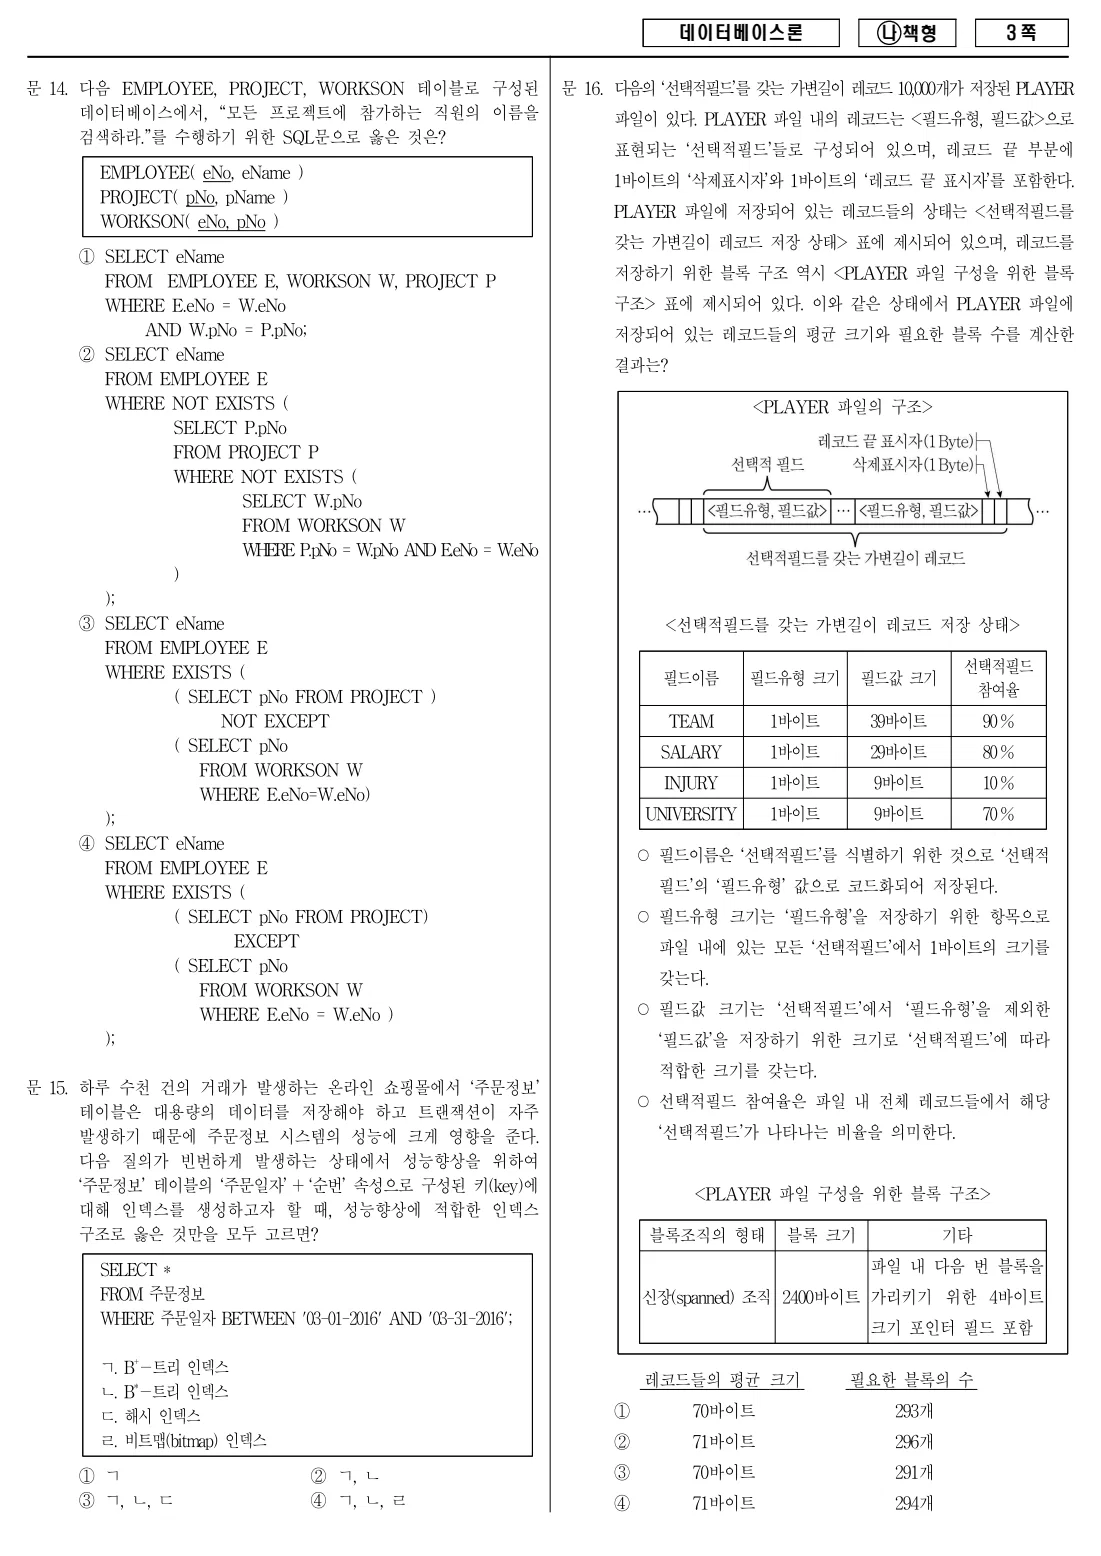 데이터베이스론
㉯책형
3 쪽
문 14. 다음 EMPLOYEE, PROJECT, WORKSON 테이블로 구성된
데이터베이스에서, “모든 프로젝트에 참가하는 직원의 이름을
검색하라.”를 수행하기 위한 SQL문으로 옳은 것은?
EMPLOYEE( eNo, eName )
PROJECT( pNo, pName )
WORKSON( eNo, pNo )
① SELECT eName
FROM EMPLOYEE E, WORKSON W, PROJECT P
WHERE E.eNo = W.eNo
AND W.pNo = P.pNo;
② SELECT eName
FROM EMPLOYEE E
WHERE NOT EXISTS (
SELECT P.pNo
FROM PROJECT P
WHERE NOT EXISTS (
SELECT W.pNo
FROM WORKSON W
WHERE P.pNo = W.pNo AND E.eNo = W.eNo
)
);
③ SELECT eName
FROM EMPLOYEE E
WHERE EXISTS (
( SELECT pNo FROM PROJECT )
NOT EXCEPT
( SELECT pNo
FROM WORKSON W
WHERE E.eNo=W.eNo)
);
④ SELECT eName
FROM EMPLOYEE E
WHERE EXISTS (
( SELECT pNo FROM PROJECT)
EXCEPT
( SELECT pNo
FROM WORKSON W
WHERE E.eNo = W.eNo )
);
문 15. 하루 수천 건의 거래가 발생하는 온라인 쇼핑몰에서 ‘주문정보’
테이블은 대용량의 데이터를 저장해야 하고 트랜잭션이 자주
발생하기 때문에 주문정보 시스템의 성능에 크게 영향을 준다.
다음 질의가 빈번하게 발생하는 상태에서 성능향상을 위하여
‘주문정보’ 테이블의 ‘주문일자’ + ‘순번’ 속성으로 구성된 키(key)에
대해 인덱스를 생성하고자 할 때, 성능향상에 적합한 인덱스
구조로 옳은 것만을 모두 고르면?
SELECT *
FROM 주문정보
WHERE 주문일자 BETWEEN '03-01-2016' AND '03-31-2016';
ㄱ. B⁺−트리 인덱스
ㄴ. B*−트리 인덱스
ㄷ. 해시 인덱스
ㄹ. 비트맵(bitmap) 인덱스
① ㄱ ② ㄱ, ㄴ
③ ㄱ, ㄴ, ㄷ ④ ㄱ, ㄴ, ㄹ
문 16. 다음의 ‘선택적필드’를 갖는 가변길이 레코드 10,000개가 저장된 PLAYER
파일이 있다. PLAYER 파일 내의 레코드는 <필드유형, 필드값>으로
표현되는 ‘선택적필드’들로 구성되어 있으며, 레코드 끝 부분에
1바이트의 ‘삭제표시자’와 1바이트의 ‘레코드 끝 표시자’를 포함한다.
PLAYER 파일에 저장되어 있는 레코드들의 상태는 <선택적필드를
갖는 가변길이 레코드 저장 상태> 표에 제시되어 있으며, 레코드를
저장하기 위한 블록 구조 역시 <PLAYER 파일 구성을 위한 블록
구조> 표에 제시되어 있다. 이와 같은 상태에서 PLAYER 파일에
저장되어 있는 레코드들의 평균 크기와 필요한 블록 수를 계산한
결과는?
<PLAYER 파일의 구조>
레코드 끝 표시자(1 Byte)
선택적 필드 삭제표시자(1 Byte)
… <필드유형, 필드값> … <필드유형, 필드값> …
선택적필드를 갖는 가변길이 레코드
<선택적필드를 갖는 가변길이 레코드 저장 상태>
필드이름 필드유형 크기 필드값 크기 선택적필드
참여율
TEAM 1바이트 39바이트 90 %
SALARY 1바이트 29바이트 80 %
INJURY 1바이트 9바이트 10 %
UNIVERSITY 1바이트 9바이트 70 %
○ 필드이름은 ‘선택적필드’를 식별하기 위한 것으로 ‘선택적
필드’의 ‘필드유형’ 값으로 코드화되어 저장된다.
○ 필드유형 크기는 ‘필드유형’을 저장하기 위한 항목으로
파일 내에 있는 모든 ‘선택적필드’에서 1바이트의 크기를
갖는다.
○ 필드값 크기는 ‘선택적필드’에서 ‘필드유형’을 제외한
‘필드값’을 저장하기 위한 크기로 ‘선택적필드’에 따라
적합한 크기를 갖는다.
○ 선택적필드 참여율은 파일 내 전체 레코드들에서 해당
‘선택적필드’가 나타나는 비율을 의미한다.
<PLAYER 파일 구성을 위한 블록 구조>
블록조직의 형태 블록 크기 기타
신장(spanned) 조직 2400바이트 파일 내 다음 번 블록을
가리키기 위한 4바이트
크기 포인터 필드 포함
레코드들의 평균 크기 필요한 블록의 수
① 70바이트 293개
② 71바이트 296개
③ 70바이트 291개
④ 71바이트 294개